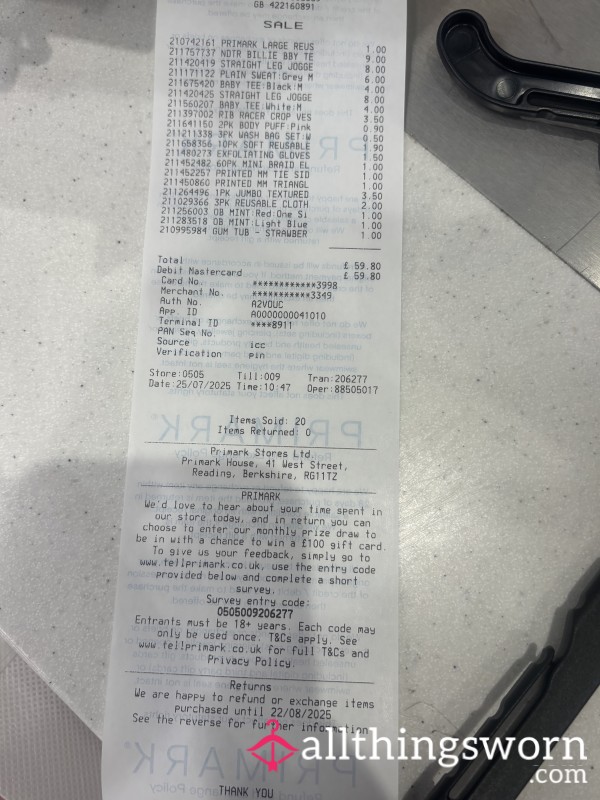 GB 422160891
SALE
210742161 PRIMARK LARGE REUS 1.00
211757737 NDTR BILLIE BBY TE 9.00
211420419 STRAIGHT LEG JOGGE 8.00
211171122 PLAIN SWEAT:Grey M 6.00
211675420 BABY TEE:Black:M 4.00
211420425 STRAIGHT LEG JOGGE 8.00
211560207 BABY TEE:White:M 4.00
211397002 RIB RACER CROP VES 3.50
211641150 2PK BODY PUFF:Pink 0.90
211211338 3PK WASH BAG SET:W 0.50
211658356 10PK SOFT REUSABLE 1.90
211480273 EXFOLIATING GLOVES 1.50
211452482 60PK MINI BRAID EL 1.00
211452257 PRINTED MM TIE SID 1.00
211450860 PRINTED MM TRIANGL 1.00
211264496 1PK JUMBO TEXTURED 3.50
211029366 3PK REUSABLE CLOTH 2.00
211256003 OB MINT:Red:One Si 1.00
211283518 OB MINT:Light Blue 1.00
210995984 GUM TUB - STRAWBER 1.00
Total £ 59.80
Debit Mastercard £ 59.80
Card No. ************3998
Merchant No. ***********3349
Auth No. A2VOUC
App. ID A0000000041010
Terminal ID ****8911
PAN Seq No.
Source icc
Verification pin
Store:0505 Till:009 Tran:206277
Date:25/07/2025 Time:10:47 Oper:88505017
Items Sold: 20
Items Returned: 0
Primark Stores Ltd.
Primark House, 41 West Street,
Reading, Berkshire, RG11TZ
PRIMARK
We'd love to hear about your time spent in
our store today, and in return you can
choose to enter our monthly prize draw to
be in with a chance to win a £100 gift card.
To give us your feedback, simply go to
www.tellprimark.co.uk, use the entry code
provided below and complete a short
survey.
Survey entry code:
0505009206277
Entrants must be 18+ years. Each code may
only be used once. T&Cs apply. See
www.tellprimark.co.uk for full T&Cs and
Privacy Policy.
Returns
We are happy to refund or exchange items
purchased until 22/08/2025
See the reverse for further information
THANK YOU
allthingsworn
.com